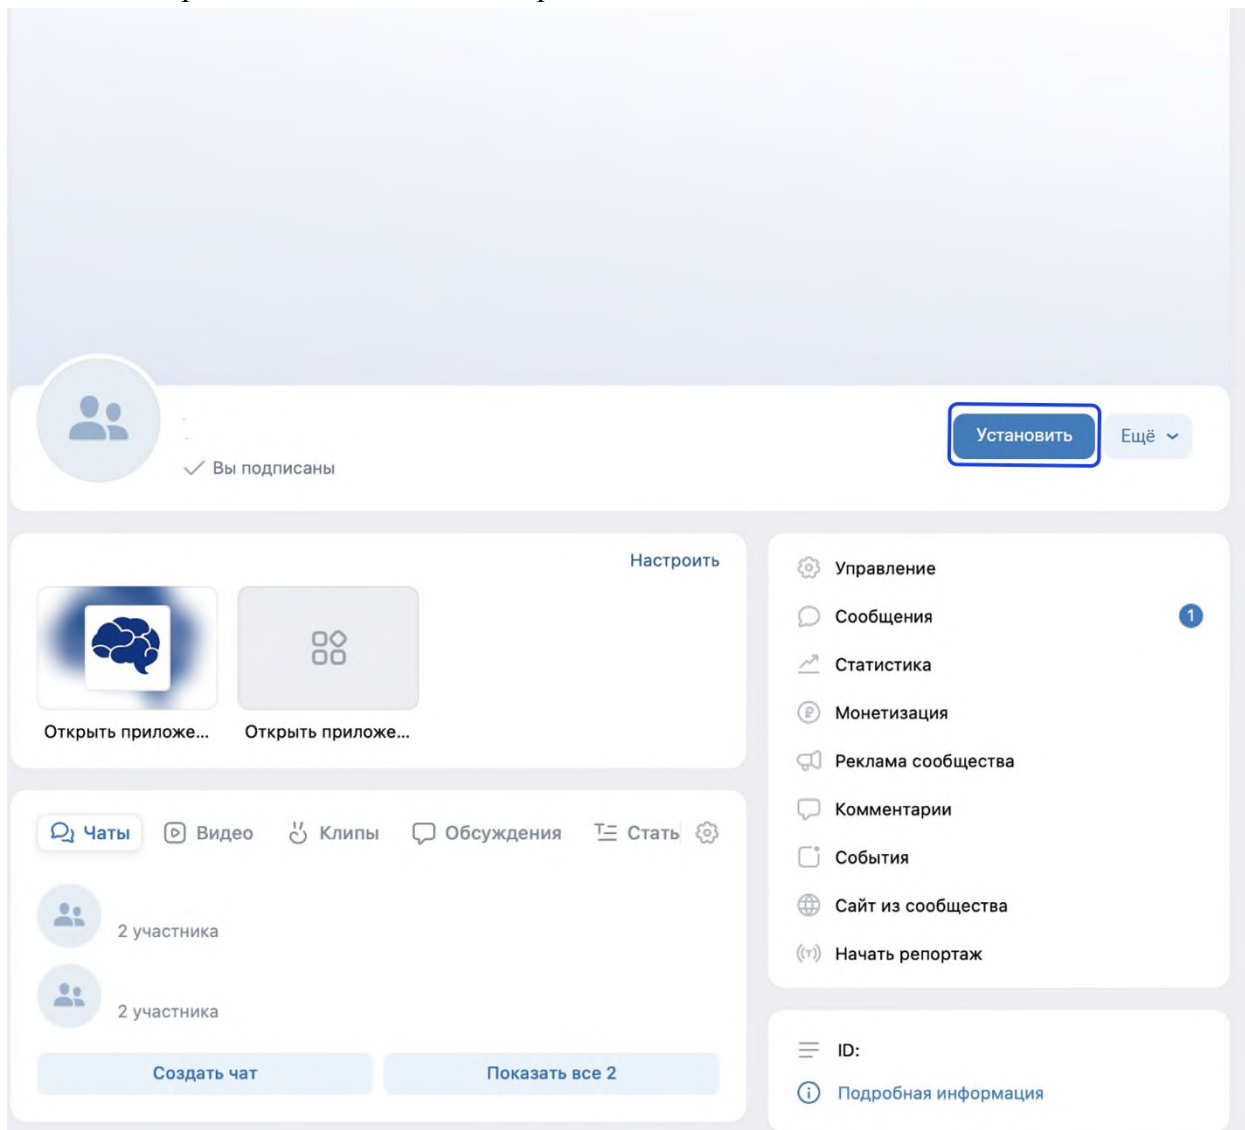 Установить
Ещё
Вы подписаны
Настроить
Открыть приложе...
Открыть приложе...
Чаты
Видео
Клипы
Обсуждения
Стать
2 участника
2 участника
Создать чат
Показать все 2
Управление
Сообщения
1
Статистика
Монетизация
Реклама сообщества
Комментарии
События
Сайт из сообщества
Начать репортаж
ID:
Подробная информация